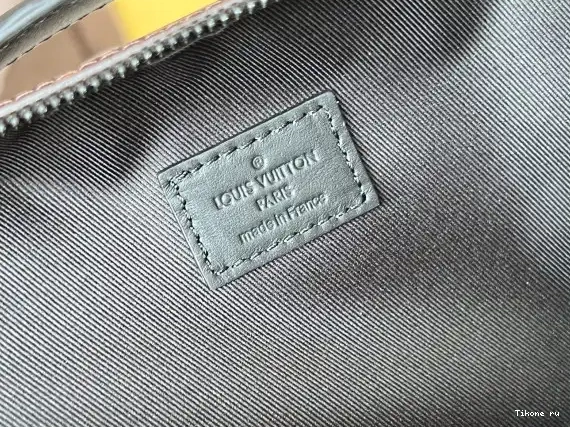 ®
LOUIS VUITTON
PARIS
made in France
Tikone ru